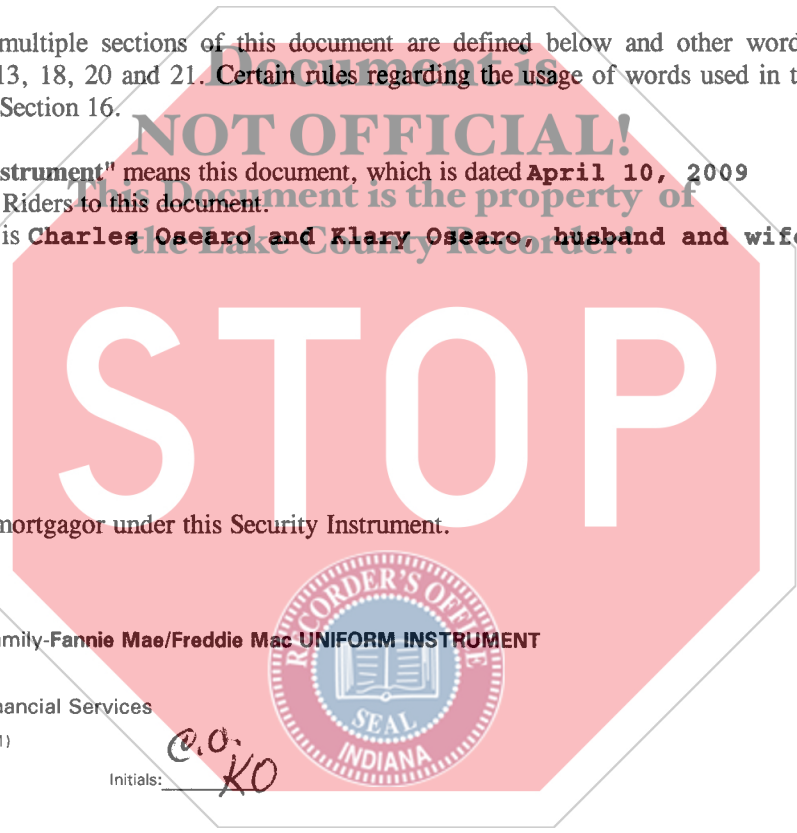 multiple sections of this document are defined below and other word
13, 18, 20 and 21. Certain rules regarding the usage of words used in t
Section 16.
Document is
NOT OFFICIAL!
strument" means this document, which is dated April 10, 2009
This Document is the property of
Riders to this document.
is Charles Osearo and Klary Osearo, husband and wife
the Lake County Recorder!
STOP
mortgagor under this Security Instrument.
RECORDER'S OFFICE
amily-Fannie Mae/Freddie Mac UNIFORM INSTRUMENT
nancial Services
SEAL
1)
C.O.
INDIANA
Initials: KO